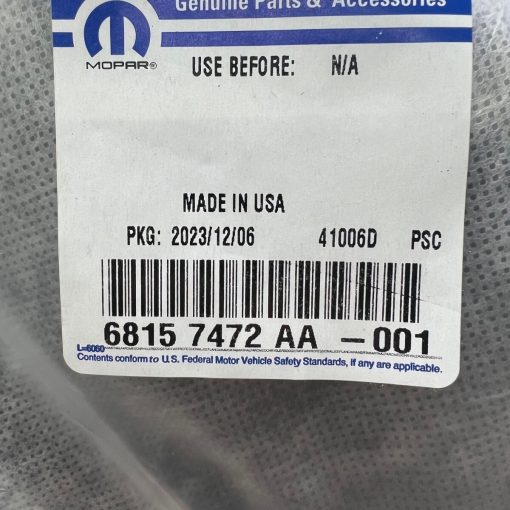 Genuine Parts & Accessories
MOPAR®
USE BEFORE: N/A
MADE IN USA
PKG: 2023/12/06 41006D PSC
6815 7472 AA -001
L=6060
Contents conform to U.S. Federal Motor Vehicle Safety Standards, if any are applicable.